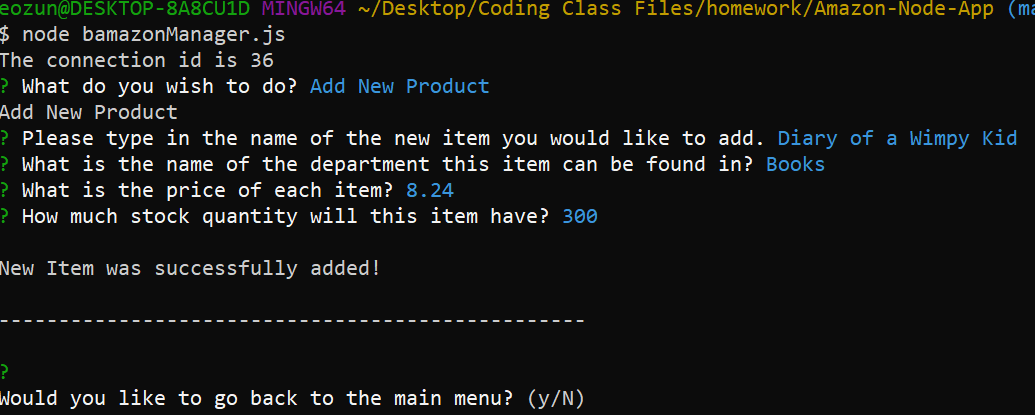 eozun@DESKTOP-8A8CU1D MINGW64 ~/Desktop/Coding Class Files/homework/Amazon-Node-App (ma
$ node bamazonManager.js
The connection id is 36
? What do you wish to do? Add New Product
Add New Product
? Please type in the name of the new item you would like to add. Diary of a Wimpy Kid
? What is the name of the department this item can be found in? Books
? What is the price of each item? 8.24
? How much stock quantity will this item have? 300
New Item was successfully added!
-------------------------------------------------
?
Would you like to go back to the main menu? (y/N)